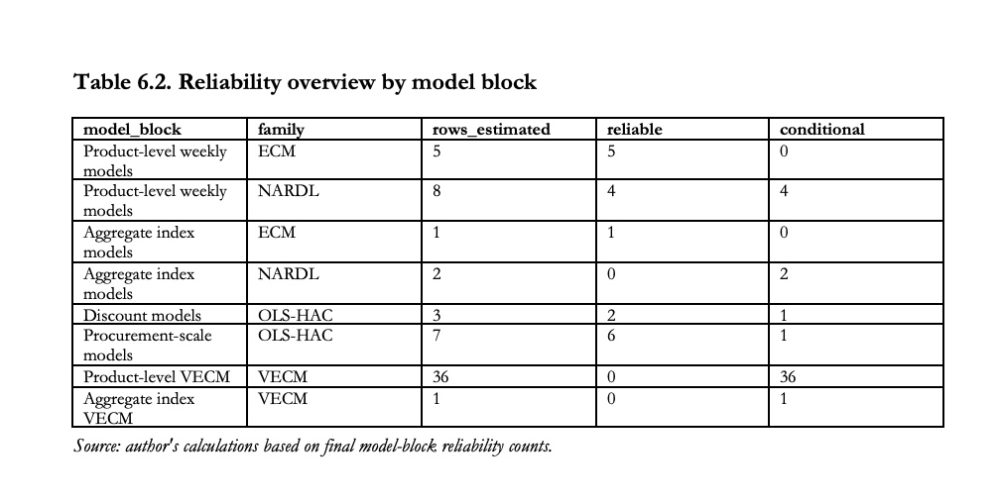 Table 6.2. Reliability overview by model block
model_block family rows_estimated reliable conditional
Product-level weekly ECM 5 5 0
models
Product-level weekly NARDL 8 4 4
models
Aggregate index ECM 1 1 0
models
Aggregate index NARDL 2 0 2
models
Discount models OLS-HAC 3 2 1
Procurement-scale OLS-HAC 7 6 1
models
Product-level VECM VECM 36 0 36
Aggregate index VECM 1 0 1
VECM
Source: author's calculations based on final model-block reliability counts.